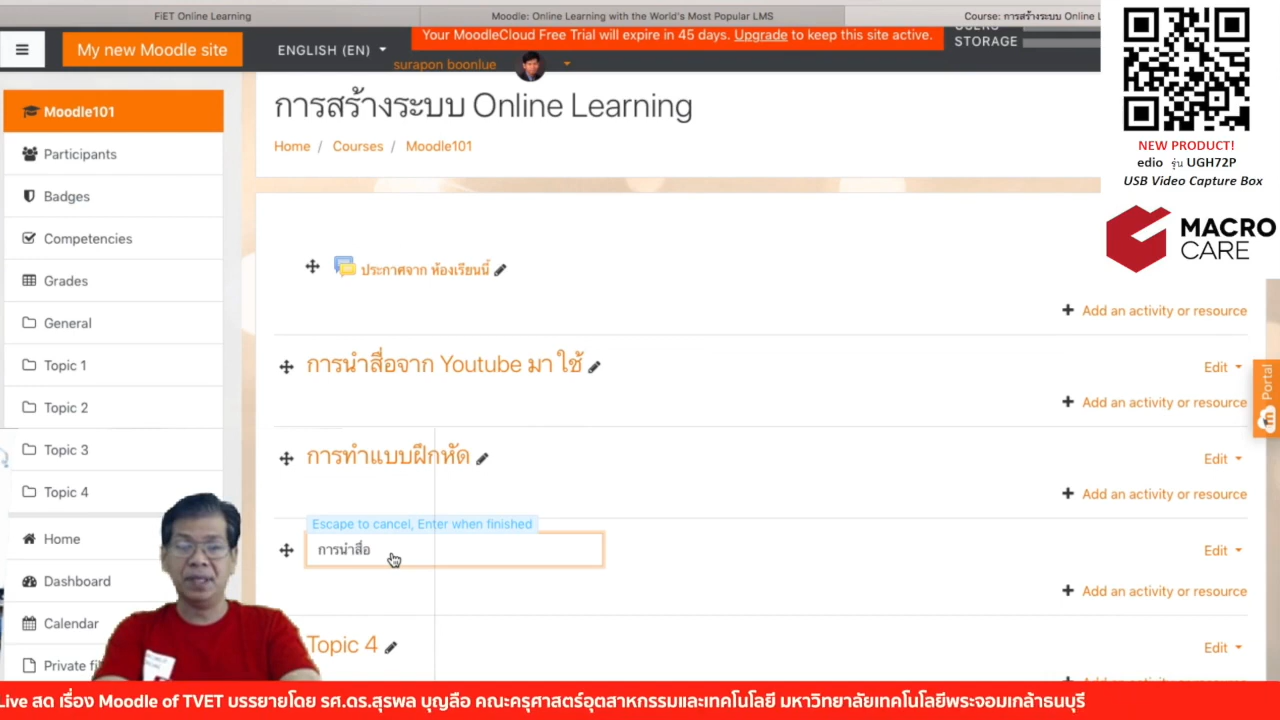 FiET Online Learning
Moodle: Online Learning with the World's Most Popular LMS
Course: การสร้างระบบ Online L
My new Moodle site
ENGLISH (EN)
Your MoodleCloud Free Trial will expire in 45 days. Upgrade to keep this site active.
USERS
STORAGE
surapon boonlue
NEW PRODUCT!
edio รุ่น UGH72P
USB Video Capture Box
MACRO
CARE
Moodle101
Participants
Badges
Competencies
Grades
General
Topic 1
Topic 2
Topic 3
Topic 4
Home
Dashboard
Calendar
Private fi
การสร้างระบบ Online Learning
Home / Courses / Moodle101
ประกาศจาก ห้องเรียนนี้
Add an activity or resource
การนำสื่อจาก Youtube มา ใช้
Edit
Add an activity or resource
การทำแบบฝึกหัด
Edit
Add an activity or resource
Escape to cancel, Enter when finished
การนำสื่อ
Edit
Add an activity or resource
Topic 4
Edit
Portal
Live สด เรื่อง Moodle of TVET บรรยายโดย รศ.ดร.สุรพล บุญลือ คณะครุศาสตร์อุตสาหกรรมและเทคโนโลยี มหาวิทยาลัยเทคโนโลยีพระจอมเกล้าธนบุรี